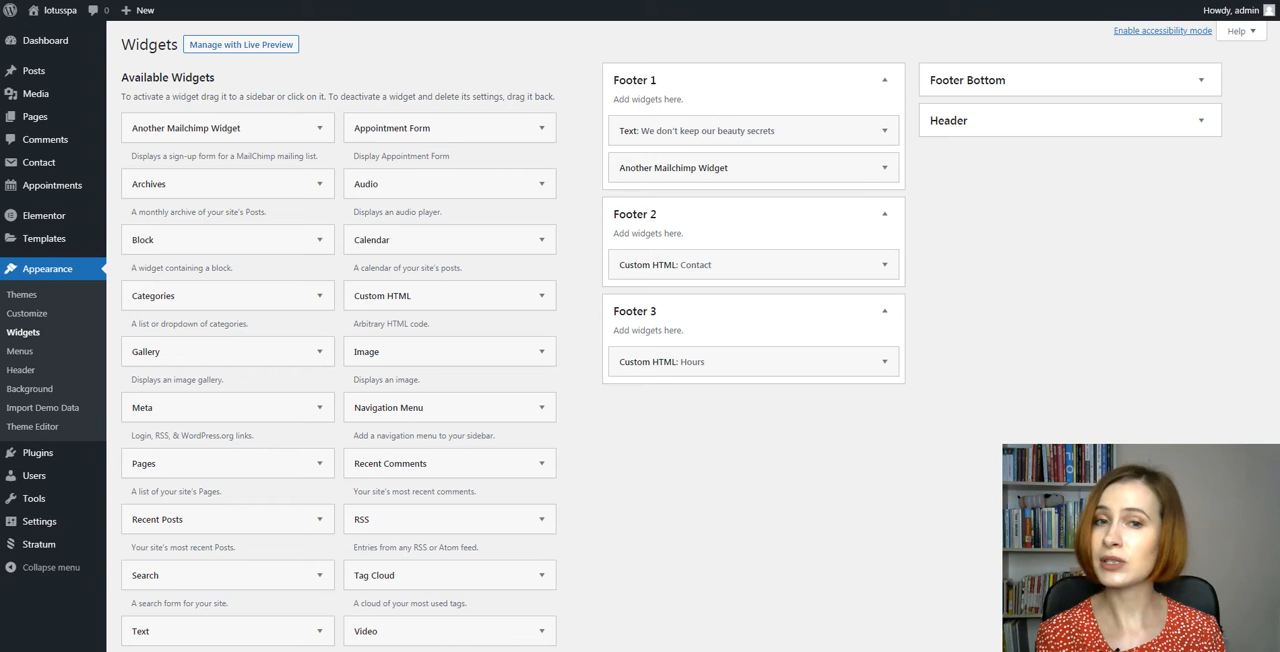 lotusspa
0
New
Howdy, admin
Dashboard
Posts
Media
Pages
Comments
Contact
Appointments
Elementor
Templates
Appearance
Themes
Customize
Widgets
Menus
Header
Background
Import Demo Data
Theme Editor
Plugins
Users
Tools
Settings
Stratum
Collapse menu
Enable accessibility mode
Help
Widgets
Manage with Live Preview
Available Widgets
To activate a widget drag it to a sidebar or click on it. To deactivate a widget and delete its settings, drag it back.
Another Mailchimp Widget
Displays a sign-up form for a MailChimp mailing list.
Appointment Form
Display Appointment Form
Archives
A monthly archive of your site's Posts.
Audio
Displays an audio player.
Block
A widget containing a block.
Calendar
A calendar of your site's posts.
Categories
A list or dropdown of categories.
Custom HTML
Arbitrary HTML code.
Gallery
Displays an image gallery.
Image
Displays an image.
Meta
Login, RSS, & WordPress.org links.
Navigation Menu
Add a navigation menu to your sidebar.
Pages
A list of your site's Pages.
Recent Comments
Your site's most recent comments.
Recent Posts
Your site's most recent Posts.
RSS
Entries from any RSS or Atom feed.
Search
A search form for your site.
Tag Cloud
A cloud of your most used tags.
Text
Video
Footer 1
Add widgets here.
Text: We don't keep our beauty secrets
Another Mailchimp Widget
Footer 2
Add widgets here.
Custom HTML: Contact
Footer 3
Add widgets here.
Custom HTML: Hours
Footer Bottom
Header